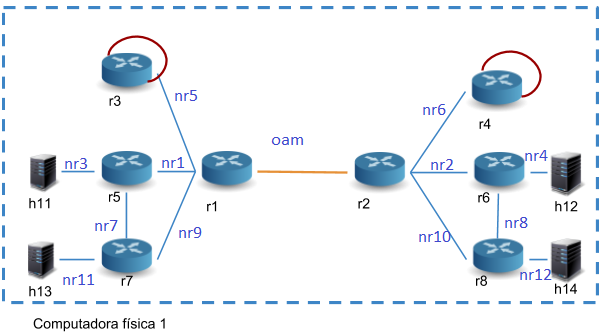 r3
nr5
oam
nr6
r4
nr3
nr1
nr2
nr4
h11
r5
r1
r2
r6
h12
nr7
nr9
nr10
nr8
nr11
nr12
h13
r7
r8
h14
Computadora física 1